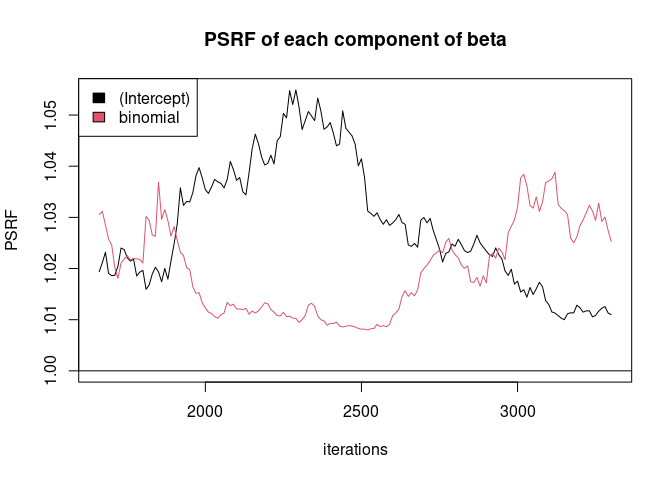 PSRF of each component of beta
(Intercept)
binomial
PSRF
1.05
1.04
1.03
1.02
1.01
1.00
2000
2500
3000
iterations